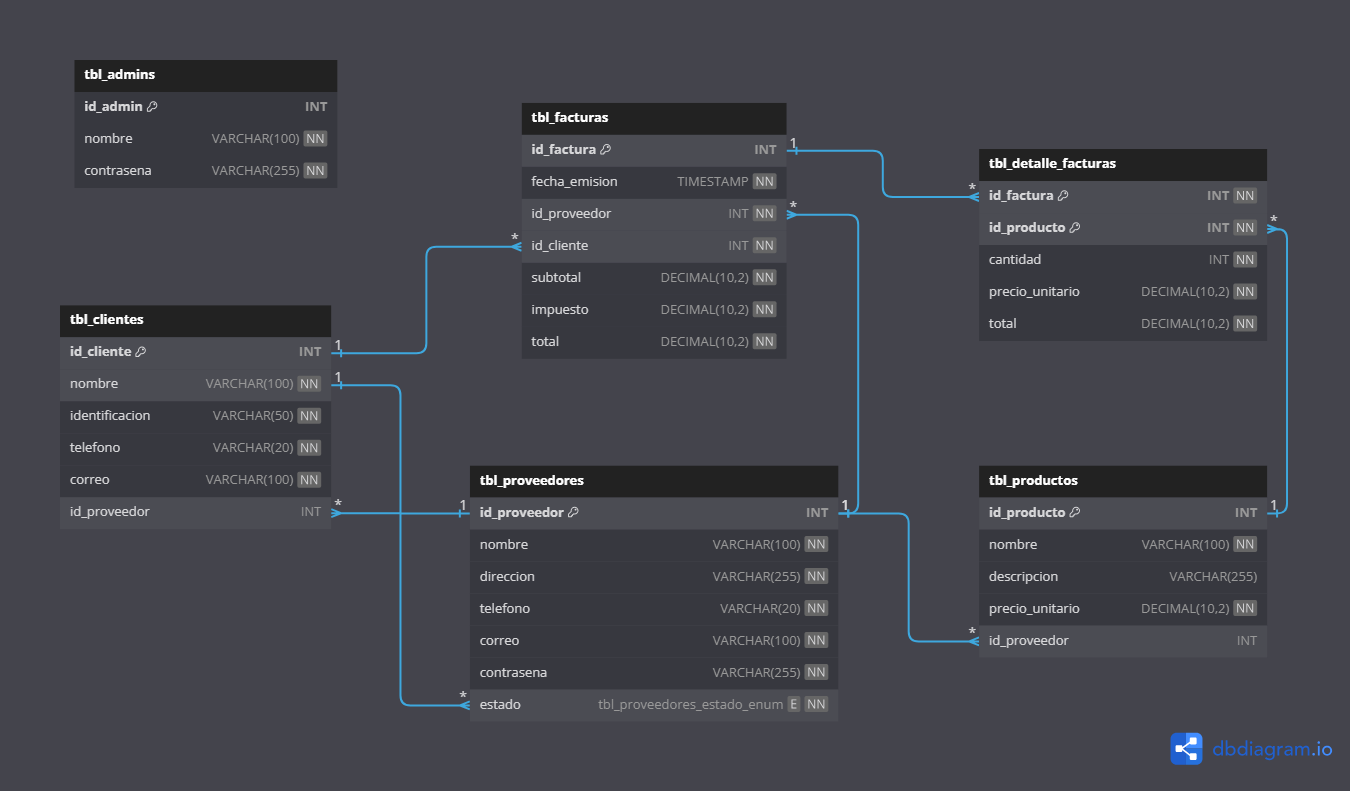 tbl_admins
id_admin INT
nombre VARCHAR(100) NN
contrasena VARCHAR(255) NN
tbl_facturas
id_factura INT 1
fecha_emision TIMESTAMP NN
id_proveedor INT NN *
* id_cliente INT NN
subtotal DECIMAL(10,2) NN
impuesto DECIMAL(10,2) NN
total DECIMAL(10,2) NN
tbl_detalle_facturas
* id_factura INT NN
id_producto INT NN *
cantidad INT NN
precio_unitario DECIMAL(10,2) NN
total DECIMAL(10,2) NN
tbl_clientes
id_cliente INT 1
nombre VARCHAR(100) NN 1
identificacion VARCHAR(50) NN
telefono VARCHAR(20) NN
correo VARCHAR(100) NN
id_proveedor INT *
tbl_proveedores
1 id_proveedor INT 1
nombre VARCHAR(100) NN
direccion VARCHAR(255) NN
telefono VARCHAR(20) NN
correo VARCHAR(100) NN
contrasena VARCHAR(255) NN
* estado tbl_proveedores_estado_enum E NN
tbl_productos
id_producto INT 1
nombre VARCHAR(100) NN
descripcion VARCHAR(255)
precio_unitario DECIMAL(10,2) NN
* id_proveedor INT
dbdiagram.io